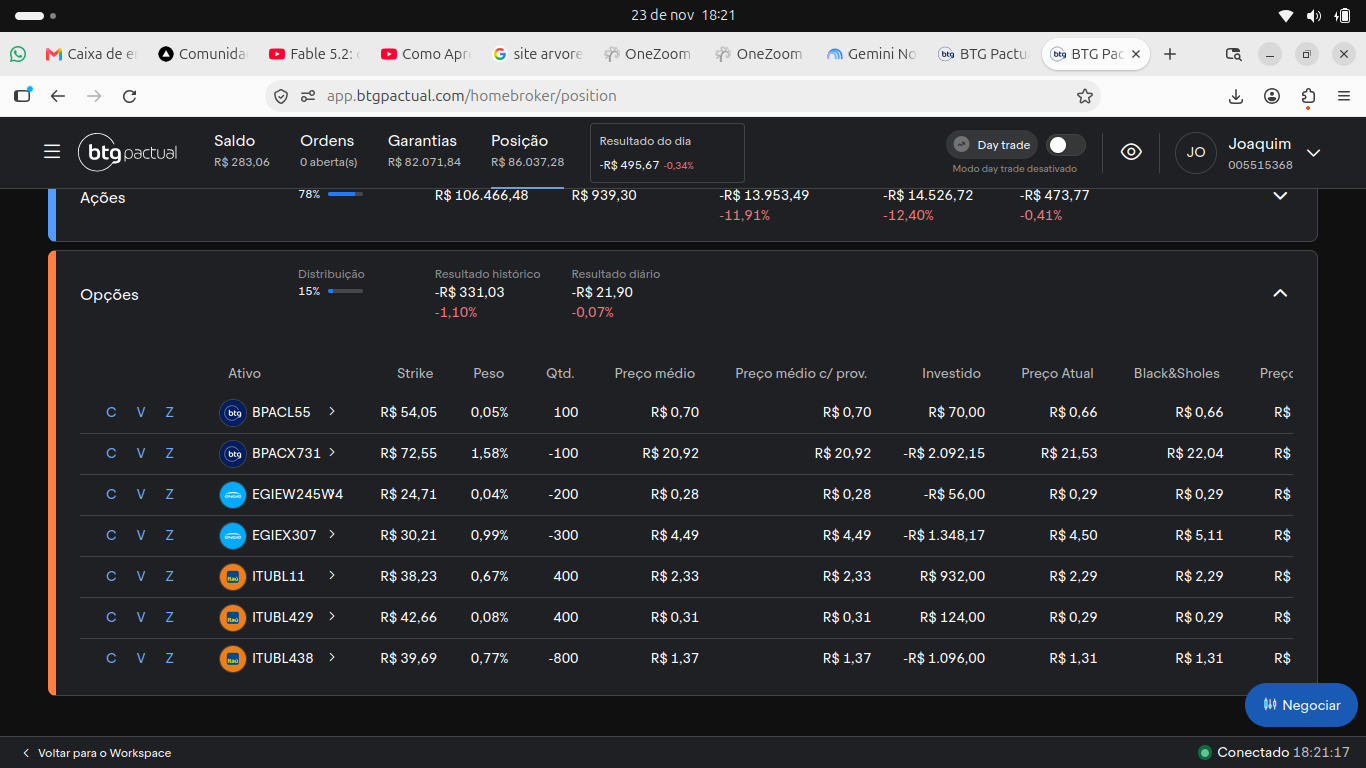 23 de nov 18:21
Caixa de e
Comunida
Fable 5.2:
Como Apr
site arvore
OneZoom
OneZoom
Gemini No
BTG Pactu
BTG Pac
app.btgpactual.com/homebroker/position
btg pactual
Saldo
R$ 283,06
Ordens
0 aberta(s)
Garantias
R$ 82.071,84
Posição
R$ 86.037,28
Resultado do dia
-R$ 495,67 -0,34%
Day trade
Modo day trade desativado
JO
Joaquim
005515368
Ações
78%
R$ 106.466,48
R$ 939,30
-R$ 13.953,49
-11,91%
-R$ 14.526,72
-12,40%
-R$ 473,77
-0,41%
Opções
Distribuição
15%
Resultado histórico
-R$ 331,03
-1,10%
Resultado diário
-R$ 21,90
-0,07%
Ativo Strike Peso Qtd. Preço médio Preço médio c/ prov. Investido Preço Atual Black&Sholes Preço
C V Z btg BPACL55 R$ 54,05 0,05% 100 R$ 0,70 R$ 0,70 R$ 70,00 R$ 0,66 R$ 0,66 R$
C V Z btg BPACX731 R$ 72,55 1,58% -100 R$ 20,92 R$ 20,92 -R$ 2.092,15 R$ 21,53 R$ 22,04 R$
C V Z EGIEW245W4 R$ 24,71 0,04% -200 R$ 0,28 R$ 0,28 -R$ 56,00 R$ 0,29 R$ 0,29 R$
C V Z EGIEX307 R$ 30,21 0,99% -300 R$ 4,49 R$ 4,49 -R$ 1.348,17 R$ 4,50 R$ 5,11 R$
C V Z itaú ITUBL11 R$ 38,23 0,67% 400 R$ 2,33 R$ 2,33 R$ 932,00 R$ 2,29 R$ 2,29 R$
C V Z itaú ITUBL429 R$ 42,66 0,08% 400 R$ 0,31 R$ 0,31 R$ 124,00 R$ 0,29 R$ 0,29 R$
C V Z itaú ITUBL438 R$ 39,69 0,77% -800 R$ 1,37 R$ 1,37 -R$ 1.096,00 R$ 1,31 R$ 1,31 R$
Negociar
Voltar para o Workspace
Conectado 18:21:17